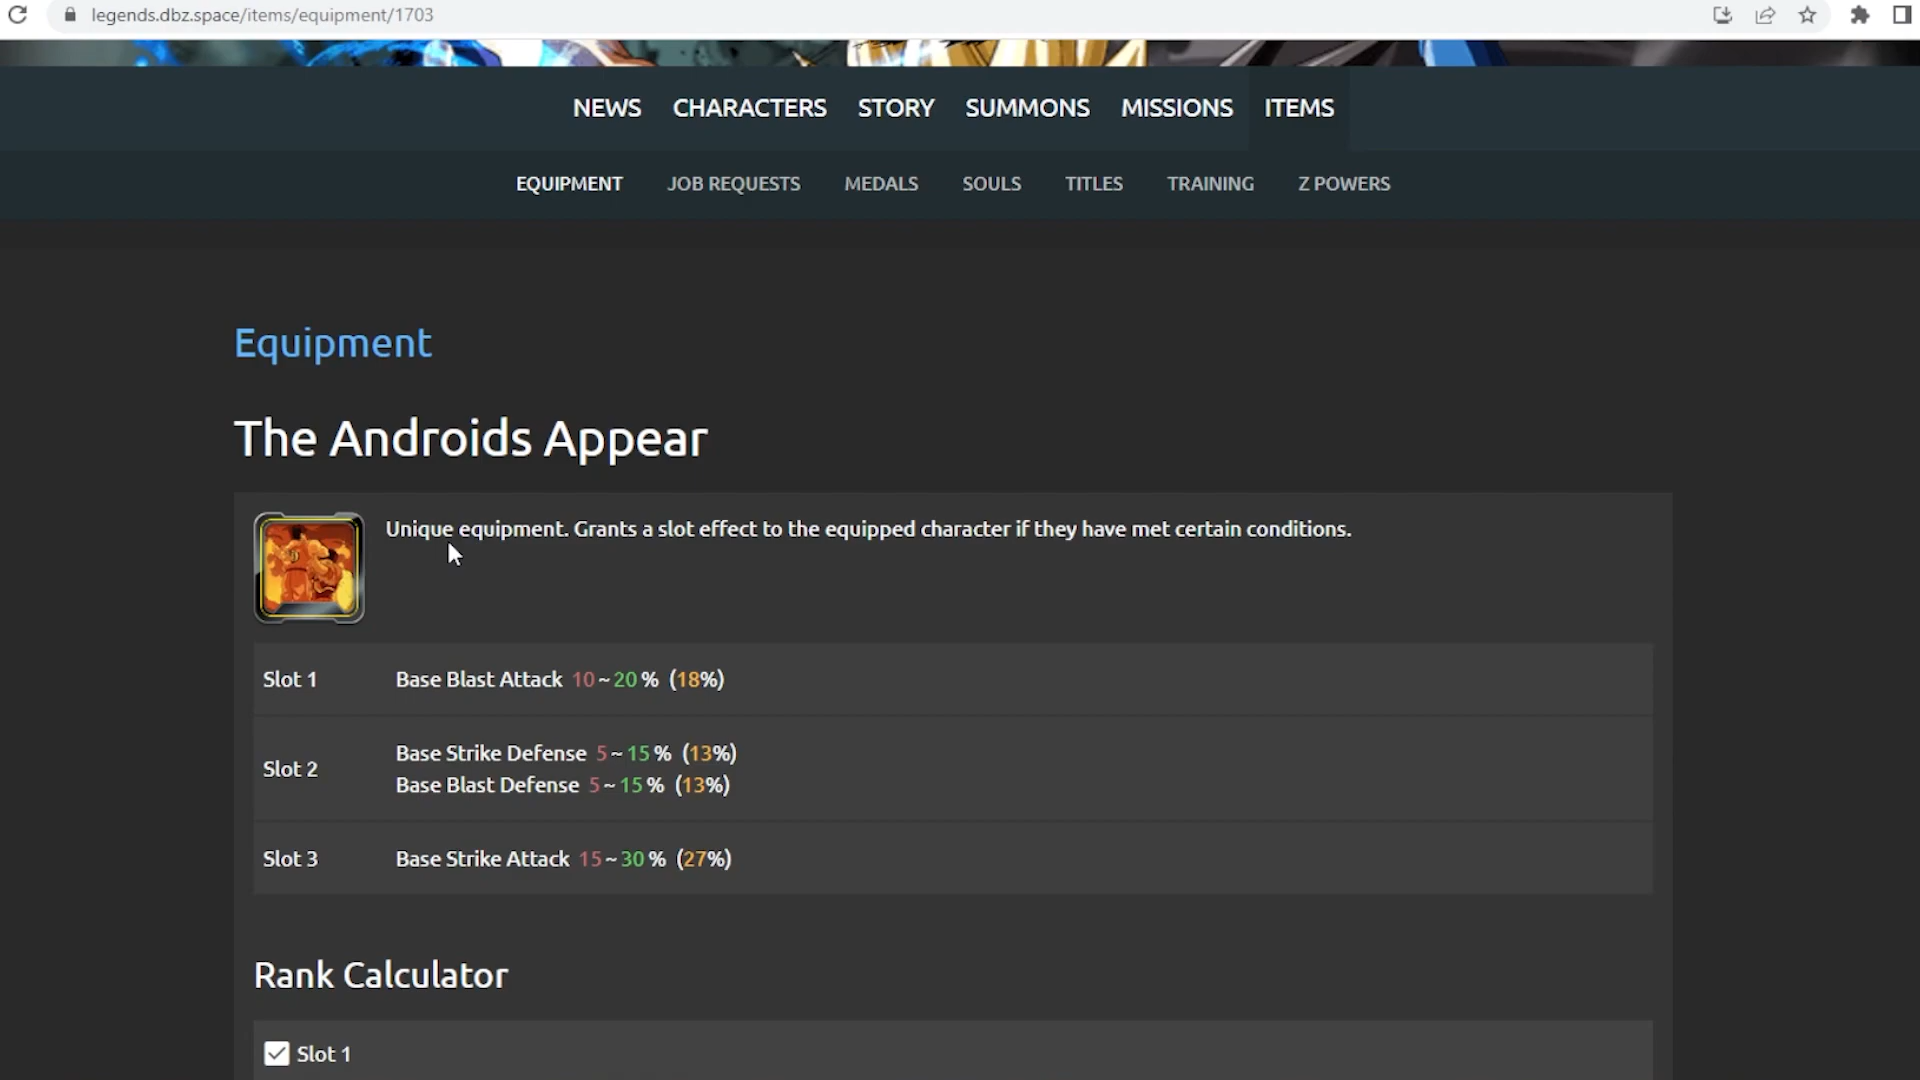 legends.dbz.space/items/equipment/1703
NEWS CHARACTERS STORY SUMMONS MISSIONS ITEMS
EQUIPMENT JOB REQUESTS MEDALS SOULS TITLES TRAINING Z POWERS
Equipment
The Androids Appear
Unique equipment. Grants a slot effect to the equipped character if they have met certain conditions.
Slot 1 Base Blast Attack 10 ~ 20 % (18%)
Slot 2 Base Strike Defense 5 ~ 15 % (13%)
Base Blast Defense 5 ~ 15 % (13%)
Slot 3 Base Strike Attack 15 ~ 30 % (27%)
Rank Calculator
Slot 1